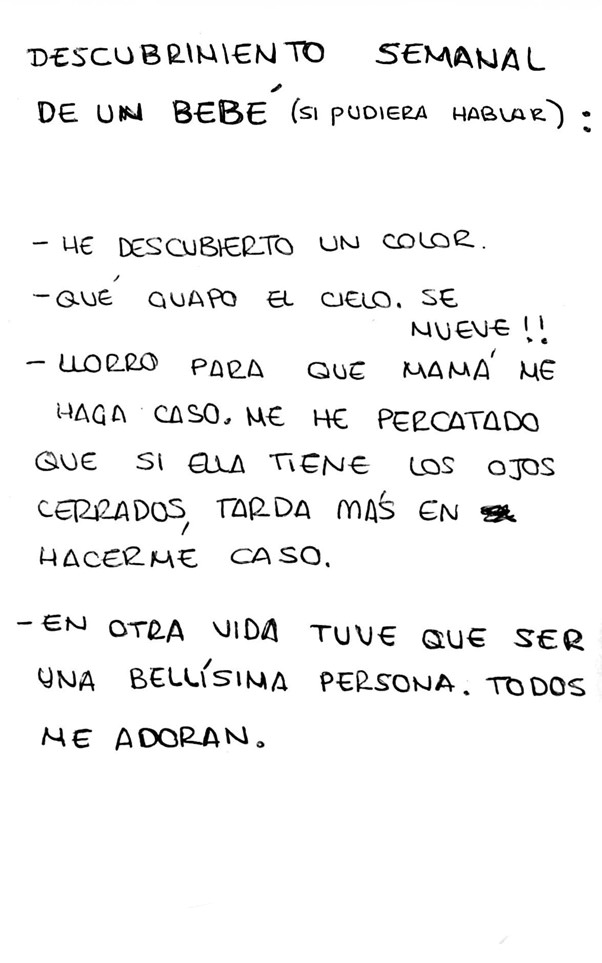 DESCUBRIMIENTO SEMANAL
DE UN BEBÉ (SI PUDIERA HABLAR):
- HE DESCUBIERTO UN COLOR.
- QUÉ GUAPO EL CIELO. SE
MUEVE!!
- LLORRO PARA QUE MAMÁ ME
HAGA CASO. ME HE PERCATADO
QUE SI ELLA TIENE LOS OJOS
CERRADOS, TARDA MÁS EN
HACERME CASO.
- EN OTRA VIDA TUVE QUE SER
UNA BELLÍSIMA PERSONA. TODOS
ME ADORAN.